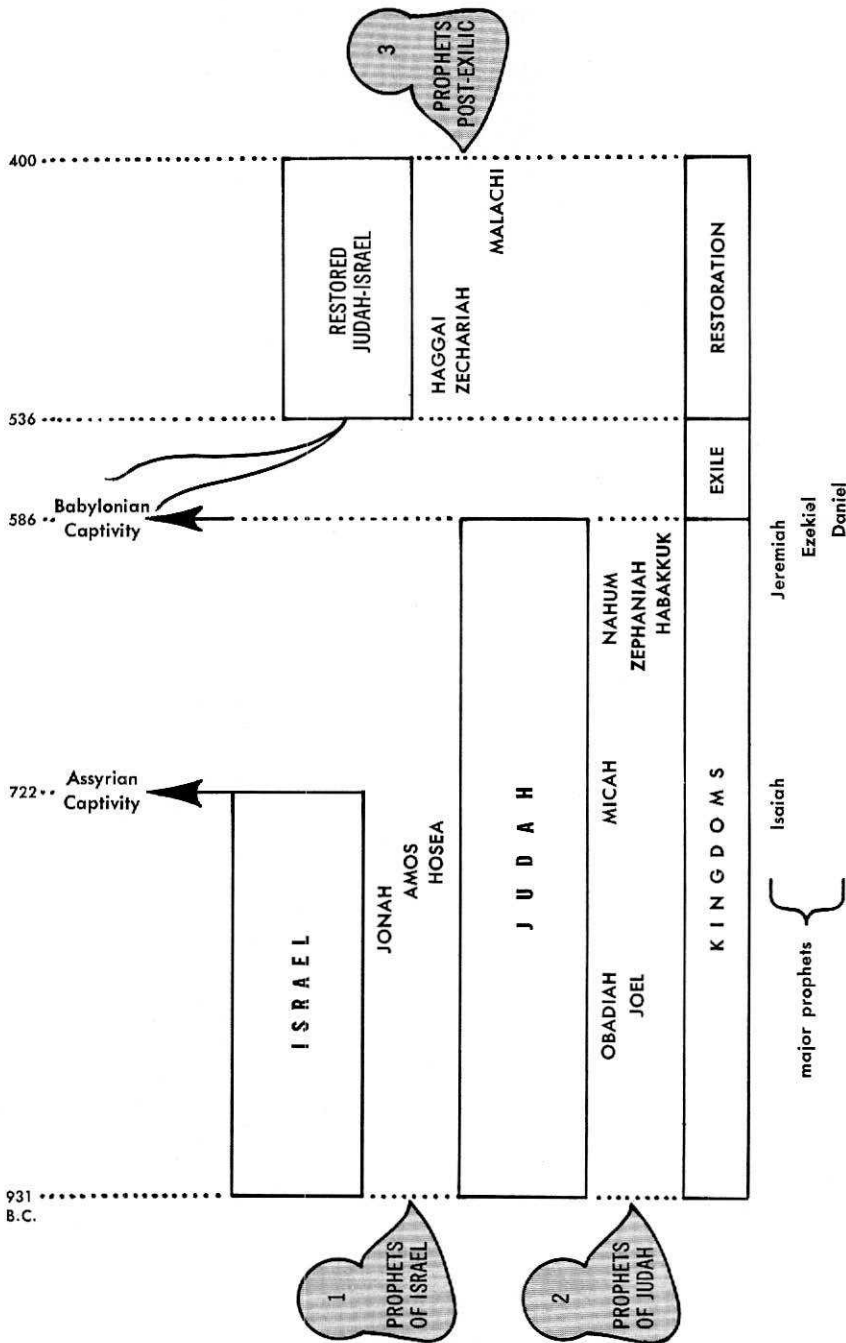 931
B.C.
722
586
536
400
Assyrian
Captivity
Babylonian
Captivity
1
PROPHETS
OF ISRAEL
ISRAEL
JONAH
AMOS
HOSEA
RESTORED
JUDAH-ISRAEL
HAGGAI
ZECHARIAH
MALACHI
3
PROPHETS
POST-EXILIC
2
PROPHETS
OF JUDAH
JUDAH
OBADIAH
JOEL
MICAH
NAHUM
ZEPHANIAH
HABAKKUK
KINGDOMS
EXILE
RESTORATION
major prophets
Isaiah
Jeremiah
Ezekiel
Daniel